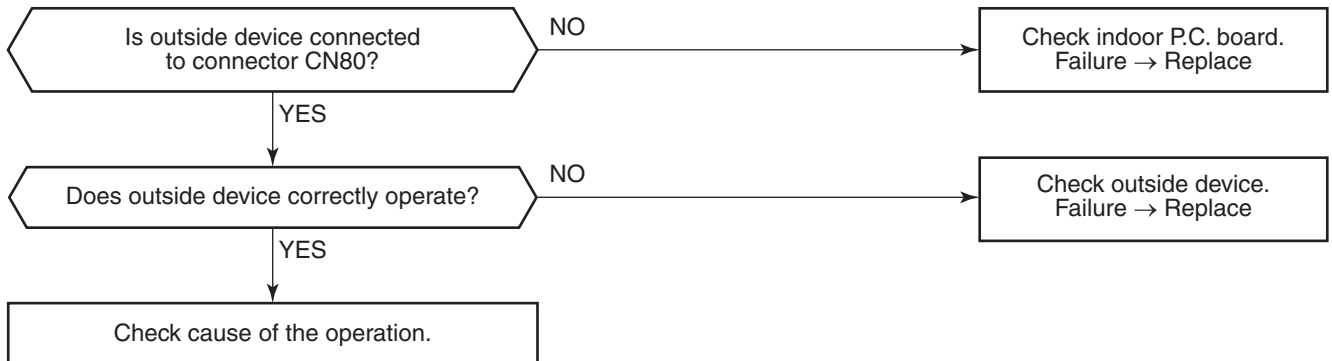 Is outside device connected
to connector CN80?
NO
Check indoor P.C. board.
Failure → Replace
YES
Does outside device correctly operate?
NO
Check outside device.
Failure → Replace
YES
Check cause of the operation.